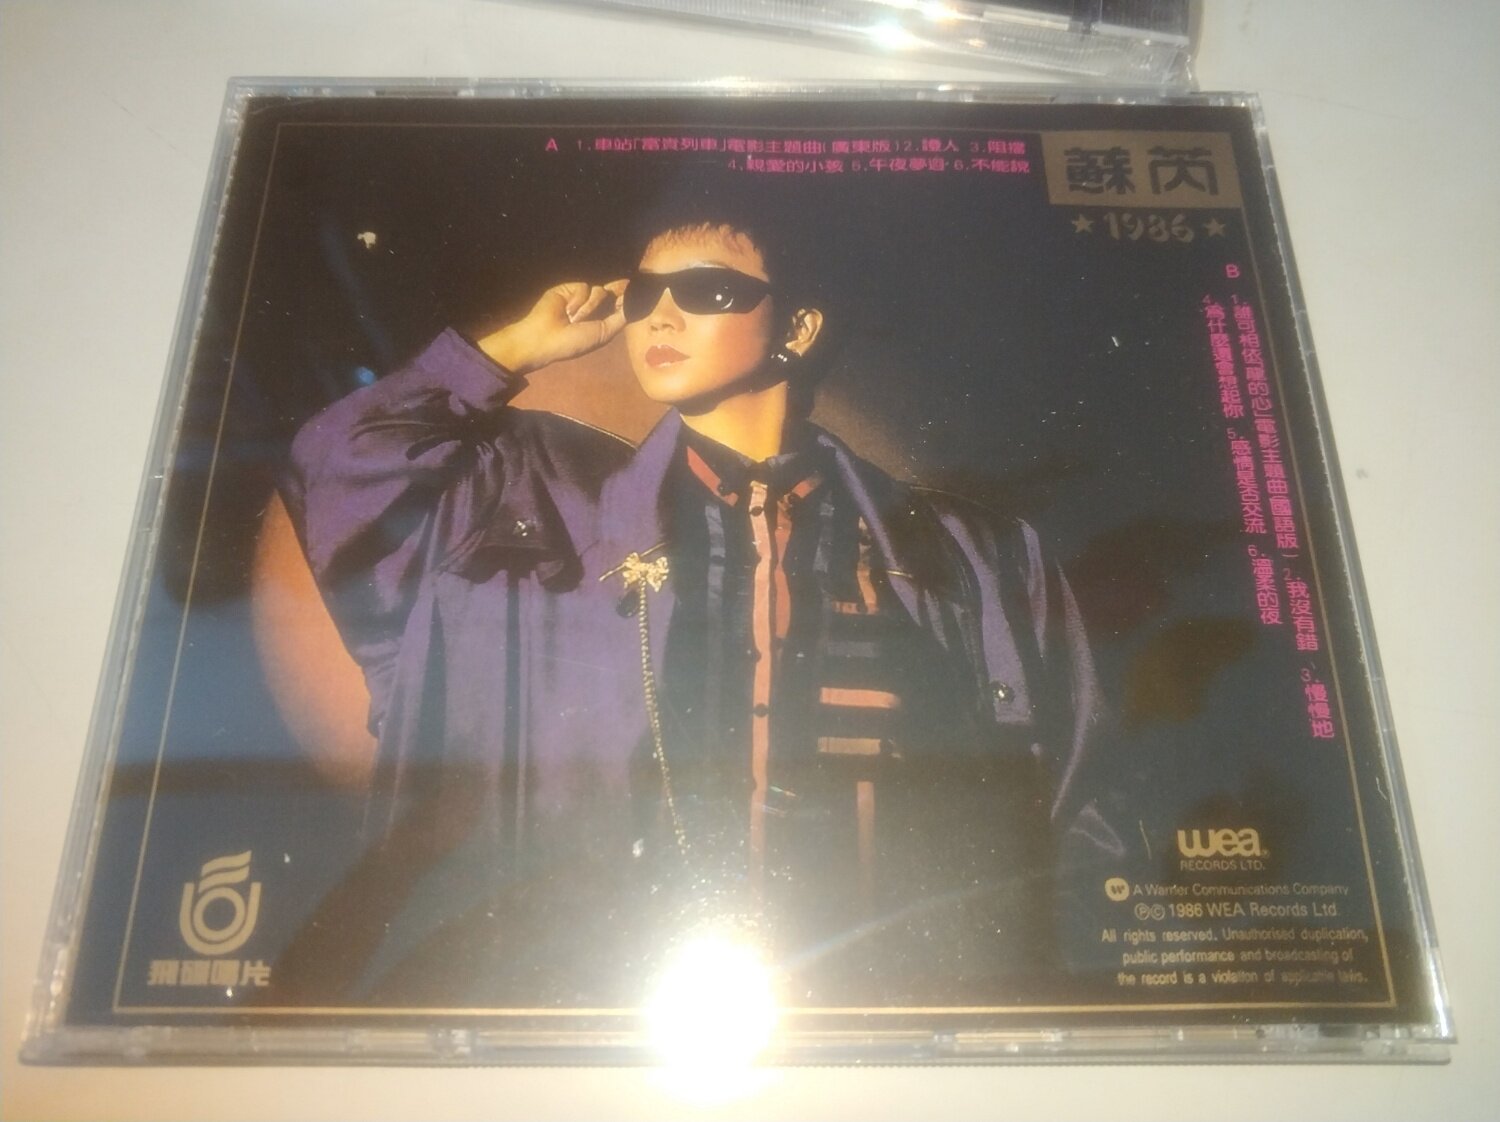 A 1.車站「富貴列車」電影主題曲(廣東版) 2.證人 3.阻擋
4.親愛的小孩 5.午夜夢迴 6.不能說
蘇芮
★1986★
B
1.誰可相依龍的心」電影主題曲(國語版) 2.我沒有錯 3.慢慢地
4.為什麼還會想起你 5.感情是否交流 6.溫柔的夜
飛碟唱片
wea
RECORDS LTD.
A Warner Communications Company
ⓅⒸ 1986 WEA Records Ltd.
All rights reserved. Unauthorised duplication,
public performance and broadcasting of
the record is a violation of applicable laws.